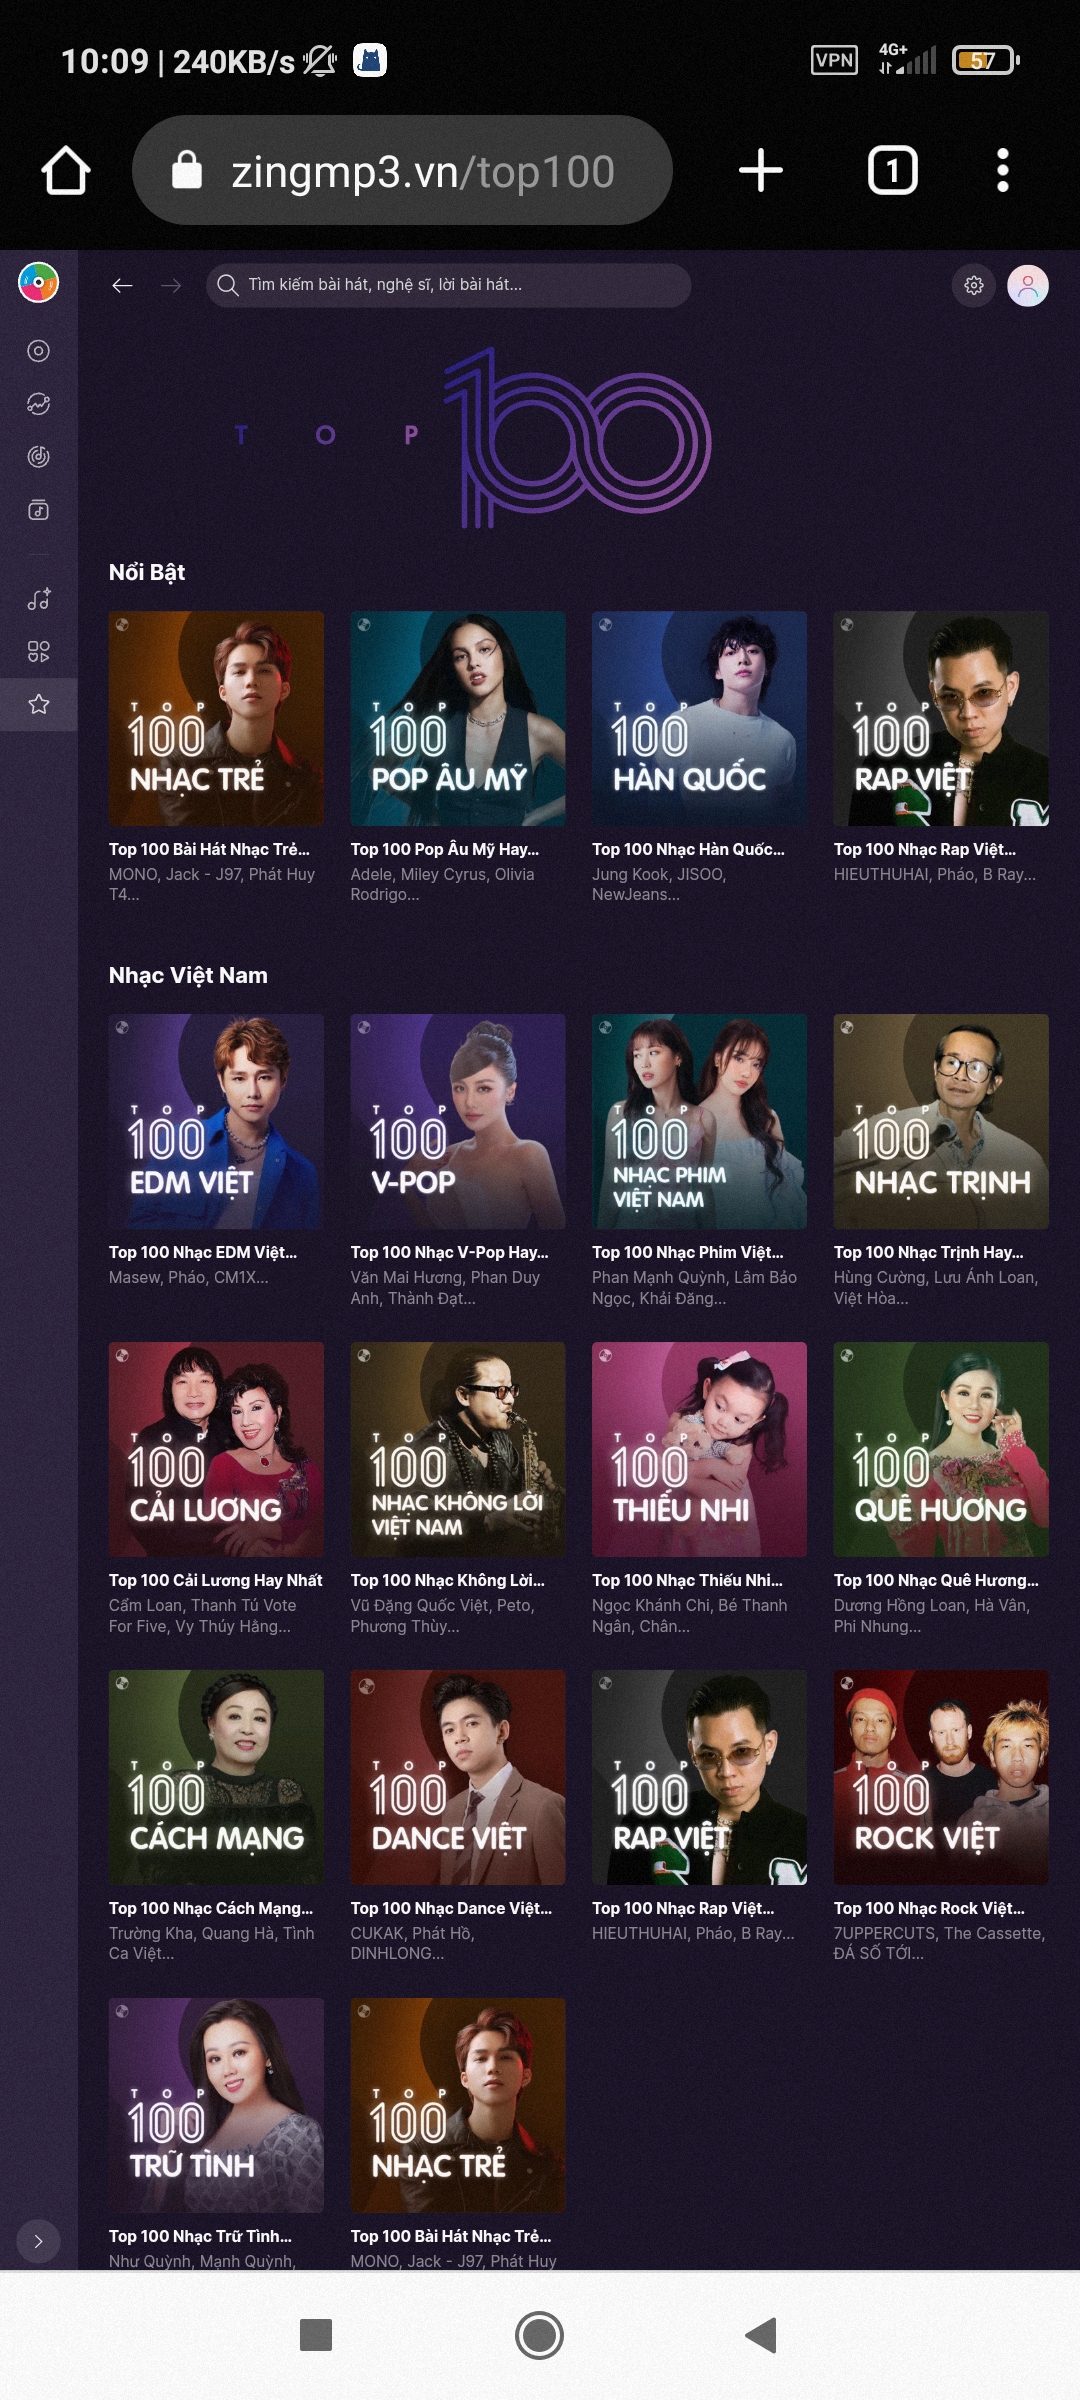 10:09 | 240KB/s
VPN
4G+
57
zingmp3.vn/top100
1
Tìm kiếm bài hát, nghệ sĩ, lời bài hát...
TOP
100
Nổi Bật
TOP
100
NHẠC TRẺ
TOP
100
POP ÂU MỸ
TOP
100
HÀN QUỐC
TOP
100
RAP VIỆT
Top 100 Bài Hát Nhạc Trẻ...
MONO, Jack - J97, Phát Huy
T4...
Top 100 Pop Âu Mỹ Hay...
Adele, Miley Cyrus, Olivia
Rodrigo...
Top 100 Nhạc Hàn Quốc...
Jung Kook, JISOO,
NewJeans...
Top 100 Nhạc Rap Việt...
HIEUTHUHAI, Pháo, B Ray...
Nhạc Việt Nam
TOP
100
EDM VIỆT
TOP
100
V-POP
TOP
100
NHẠC PHIM
VIỆT NAM
TOP
100
NHẠC TRỊNH
Top 100 Nhạc EDM Việt...
Masew, Pháo, CM1X...
Top 100 Nhạc V-Pop Hay...
Văn Mai Hương, Phan Duy
Anh, Thành Đạt...
Top 100 Nhạc Phim Việt...
Phan Mạnh Quỳnh, Lâm Bảo
Ngọc, Khải Đăng...
Top 100 Nhạc Trịnh Hay...
Hùng Cường, Lưu Ánh Loan,
Việt Hòa...
TOP
100
CẢI LƯƠNG
TOP
100
NHẠC KHÔNG LỜI
VIỆT NAM
TOP
100
THIẾU NHI
TOP
100
QUÊ HƯƠNG
Top 100 Cải Lương Hay Nhất
Cẩm Loan, Thanh Tú Vote
For Five, Vy Thúy Hằng...
Top 100 Nhạc Không Lời...
Vũ Đặng Quốc Việt, Peto,
Phương Thùy...
Top 100 Nhạc Thiếu Nhi...
Ngọc Khánh Chi, Bé Thanh
Ngân, Chân...
Top 100 Nhạc Quê Hương...
Dương Hồng Loan, Hà Vân,
Phi Nhung...
TOP
100
CÁCH MẠNG
TOP
100
DANCE VIỆT
TOP
100
RAP VIỆT
TOP
100
ROCK VIỆT
Top 100 Nhạc Cách Mạng...
Trường Kha, Quang Hà, Tình
Ca Việt...
Top 100 Nhạc Dance Việt...
CUKAK, Phát Hồ,
DINHLONG...
Top 100 Nhạc Rap Việt...
HIEUTHUHAI, Pháo, B Ray...
Top 100 Nhạc Rock Việt...
7UPPERCUTS, The Cassette,
ĐÁ SỐ TỚI...
TOP
100
TRỮ TÌNH
TOP
100
NHẠC TRẺ
Top 100 Nhạc Trữ Tình...
Như Quỳnh, Mạnh Quỳnh,
Top 100 Bài Hát Nhạc Trẻ...
MONO, Jack - J97, Phát Huy